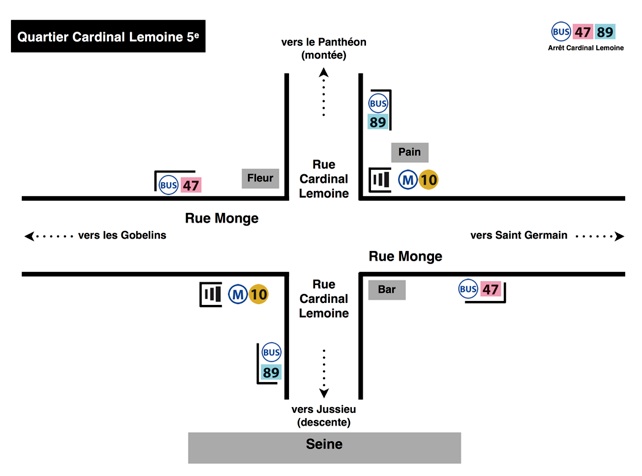 Quartier Cardinal Lemoine 5e
BUS 47 89
Arrêt Cardinal Lemoine
vers le Panthéon
(montée)
BUS
89
Pain
Fleur
BUS 47
Rue
Cardinal
Lemoine
M 10
Rue Monge
vers les Gobelins
vers Saint Germain
Rue Monge
M 10
Rue
Cardinal
Lemoine
Bar
BUS 47
BUS
89
vers Jussieu
(descente)
Seine